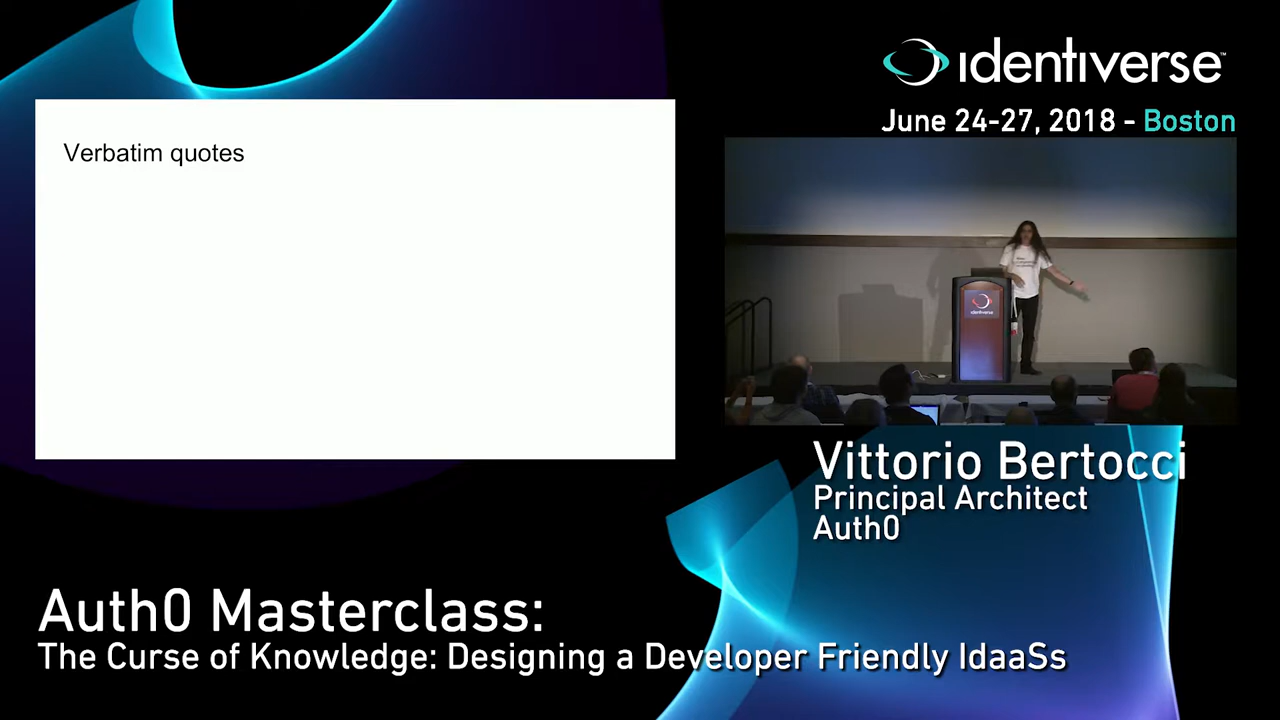 Verbatim quotes
identiverse™
June 24-27, 2018 - Boston
identiverse
Vittorio Bertocci
Principal Architect
Auth0
Auth0 Masterclass:
The Curse of Knowledge: Designing a Developer Friendly IdaaSs